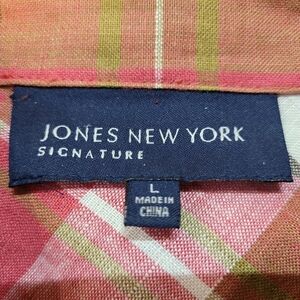 JONES NEW YORK
SIGNATURE
L
MADE IN
CHINA